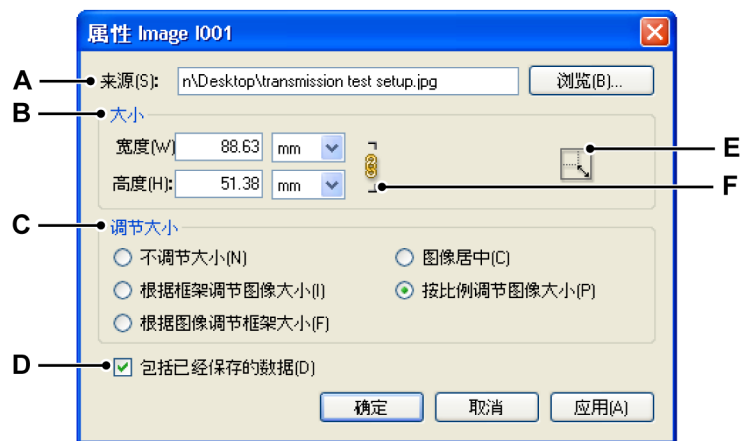 属性 Image I001
A
来源(S):
n\Desktop\transmission test setup.jpg
浏览(B)...
B
大小
宽度(W)
88.63
mm
E
高度(H):
51.38
mm
F
C
调节大小
不调节大小(N)
图像居中(C)
根据框架调节图像大小(I)
按比例调节图像大小(P)
根据图像调节框架大小(F)
D
包括已经保存的数据(D)
确定
取消
应用(A)